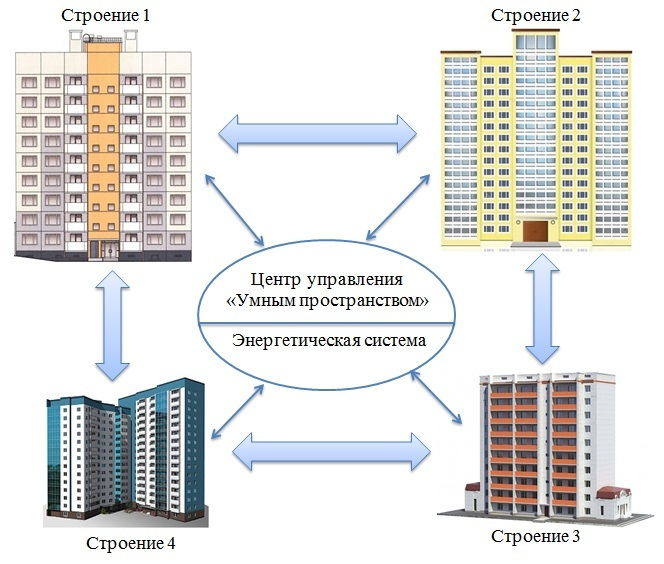 Строение 1
Строение 2
Центр управления
«Умным пространством»
Энергетическая система
Строение 4
Строение 3